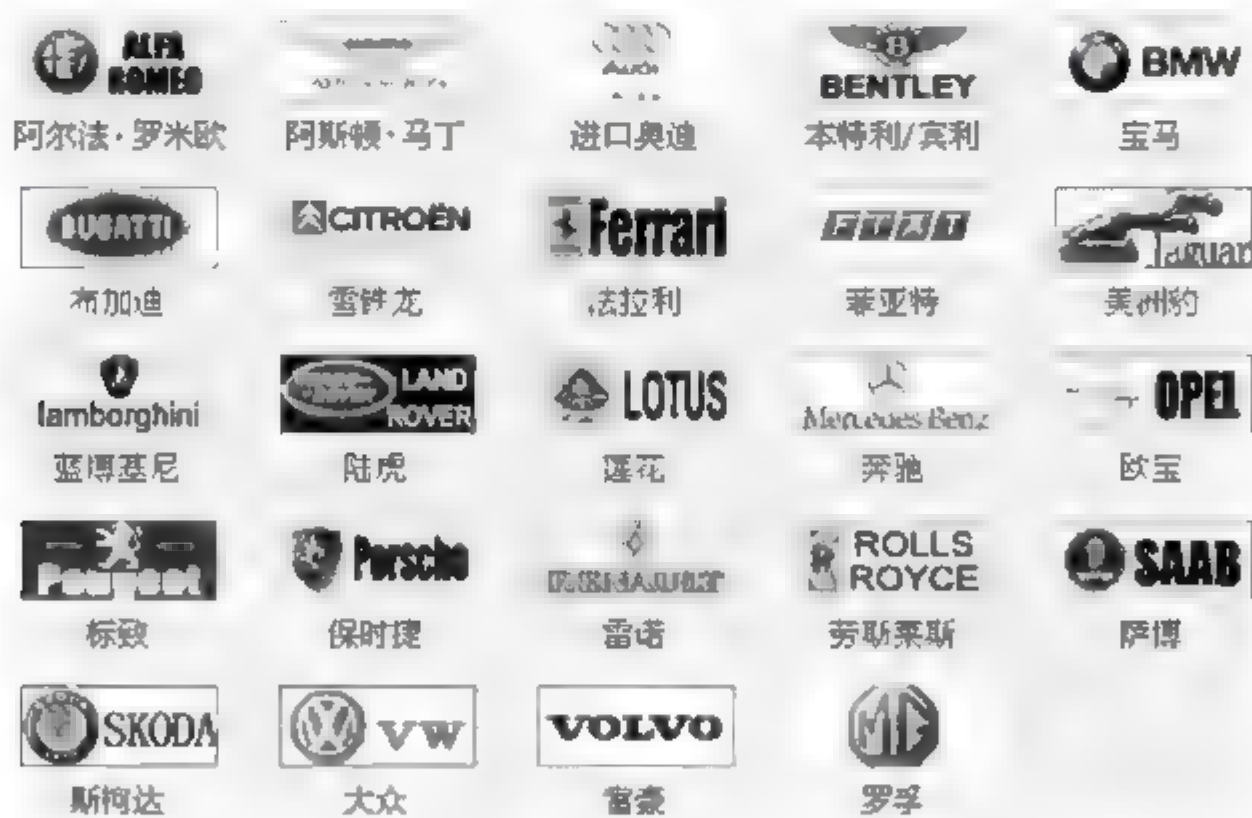 ALFA ROMEO
阿尔法·罗米欧
阿斯顿·马丁
Audi
进口奥迪
B
BENTLEY
本特利/宾利
BMW
宝马
BUGATTI
布加迪
CITROËN
雪铁龙
Ferrari
法拉利
FIAT
菲亚特
Jaguar
美洲豹
lamborghini
蓝博基尼
LAND ROVER
陆虎
LOTUS
莲花
Mercedes Benz
奔驰
OPEL
欧宝
标致
Porsche
保时捷
RENAULT
雷诺
R
ROLLS ROYCE
劳斯莱斯
SAAB
萨博
SKODA
斯柯达
VW
大众
VOLVO
富豪
MG
罗孚